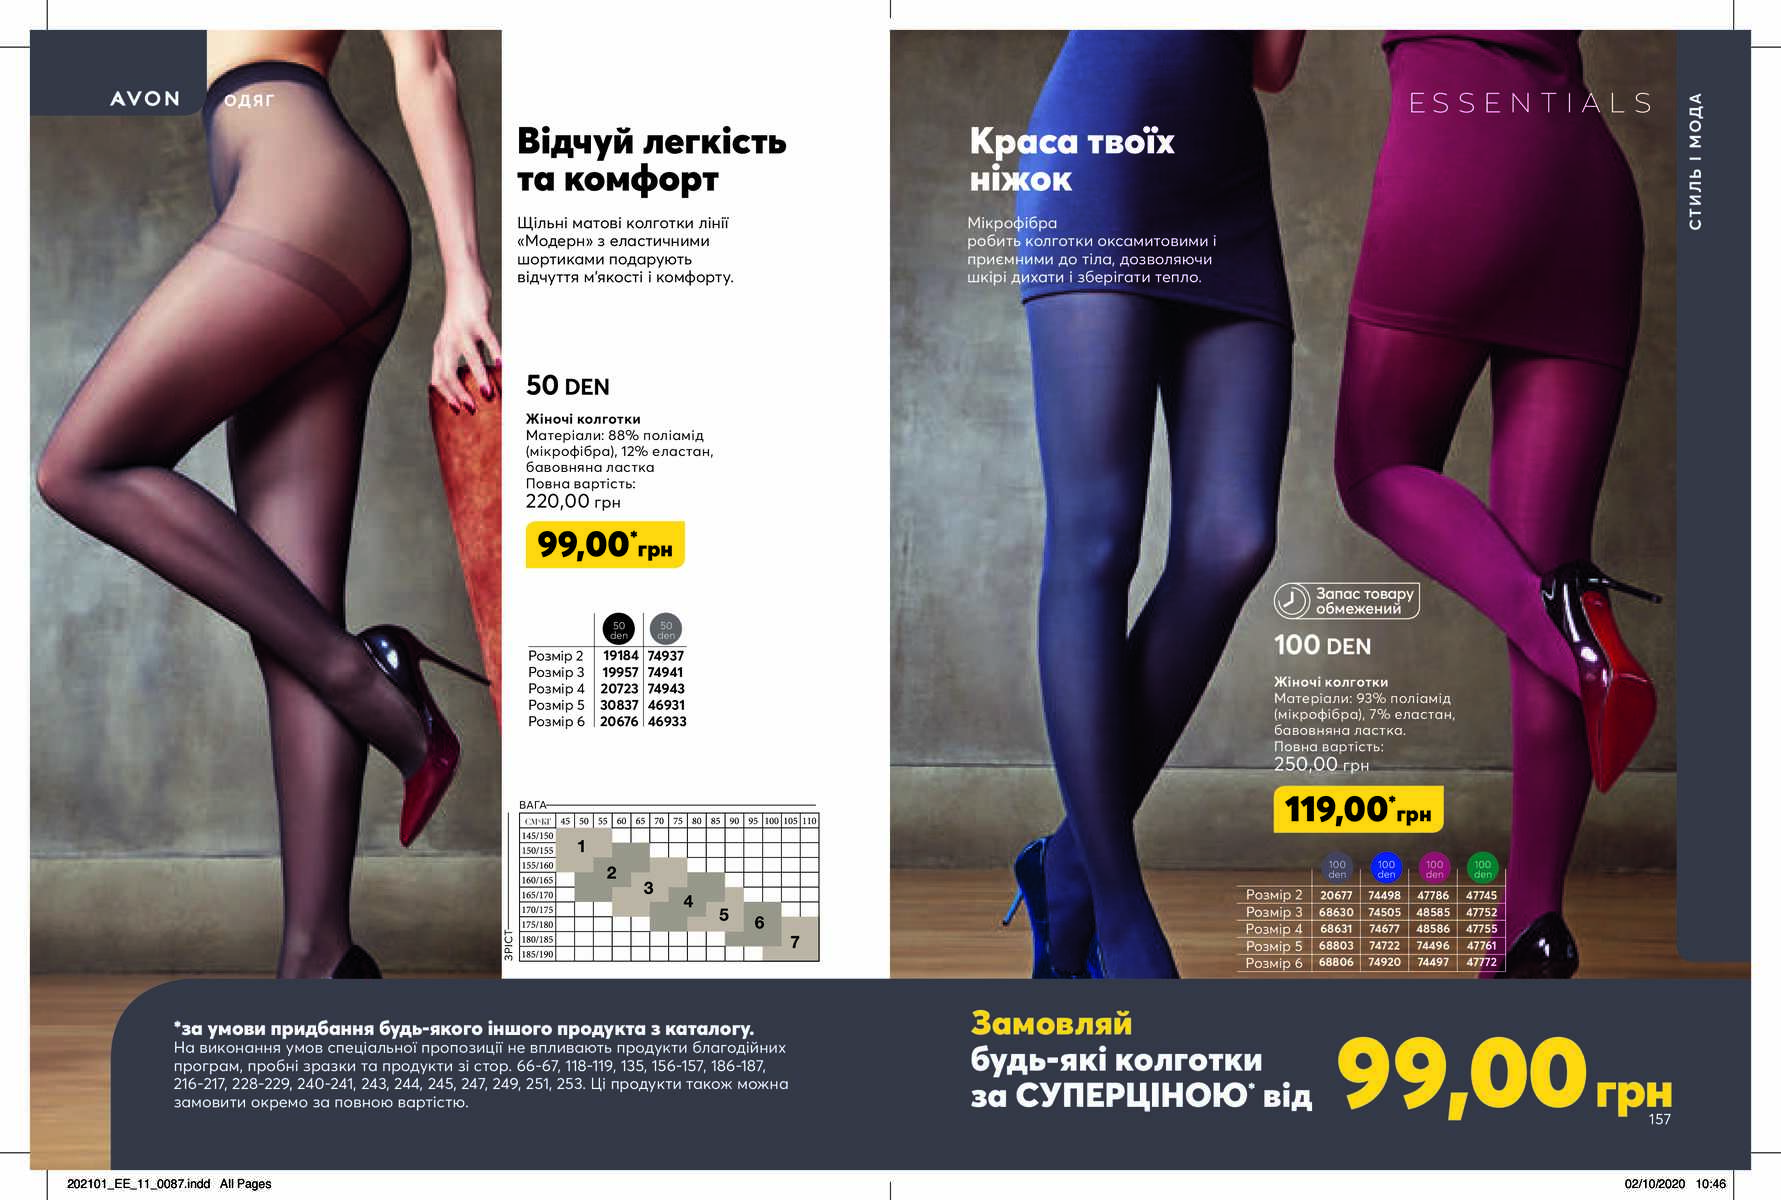 AVON
ОДЯГ
Відчуй легкість
та комфорт
Щільні матові колготки лінії
«Модерн» з еластичними
шортиками подарують
відчуття м’якості і комфорту.
50 DEN
Жіночі колготки
Матеріали: 88% поліамід
(мікрофібра), 12% еластан,
бавовняна ластка
Повна вартість:
220,00 грн
99,00* грн
50 den 50 den
Розмір 2 19184 74937
Розмір 3 19957 74941
Розмір 4 20723 74943
Розмір 5 30837 46931
Розмір 6 20676 46933
ВАГА
СМ*КГ 45 50 55 60 65 70 75 80 85 90 95 100 105 110
145/150
150/155
155/160
160/165
165/170
170/175
175/180
180/185
185/190
1
2
3
4
5
6
7
ЗРІСТ
*за умови придбання будь-якого іншого продукта з каталогу.
На виконання умов спеціальної пропозиції не впливають продукти благодійних
програм, пробні зразки та продукти зі стор. 66-67, 118-119, 135, 156-157, 186-187,
216-217, 228-229, 240-241, 243, 244, 245, 247, 249, 251, 253. Ці продукти також можна
замовити окремо за повною вартістю.
ESSENTIALS
СТИЛЬ І МОДА
Краса твоїх
ніжок
Мікрофібра
робить колготки оксамитовими і
приємними до тіла, дозволяючи
шкірі дихати і зберігати тепло.
Запас товару
обмежений
100 DEN
Жіночі колготки
Матеріали: 93% поліамід
(мікрофібра), 7% еластан,
бавовняна ластка.
Повна вартість:
250,00 грн
119,00* грн
100 den 100 den 100 den 100 den
Розмір 2 20677 74498 47786 47745
Розмір 3 68630 74505 48585 47752
Розмір 4 68631 74677 48586 47755
Розмір 5 68803 74722 74496 47761
Розмір 6 68806 74920 74497 47772
Замовляй
будь-які колготки
за СУПЕРЦІНОЮ* від
99,00 грн
157
202101_EE_11_0087.indd All Pages
02/10/2020 10:46